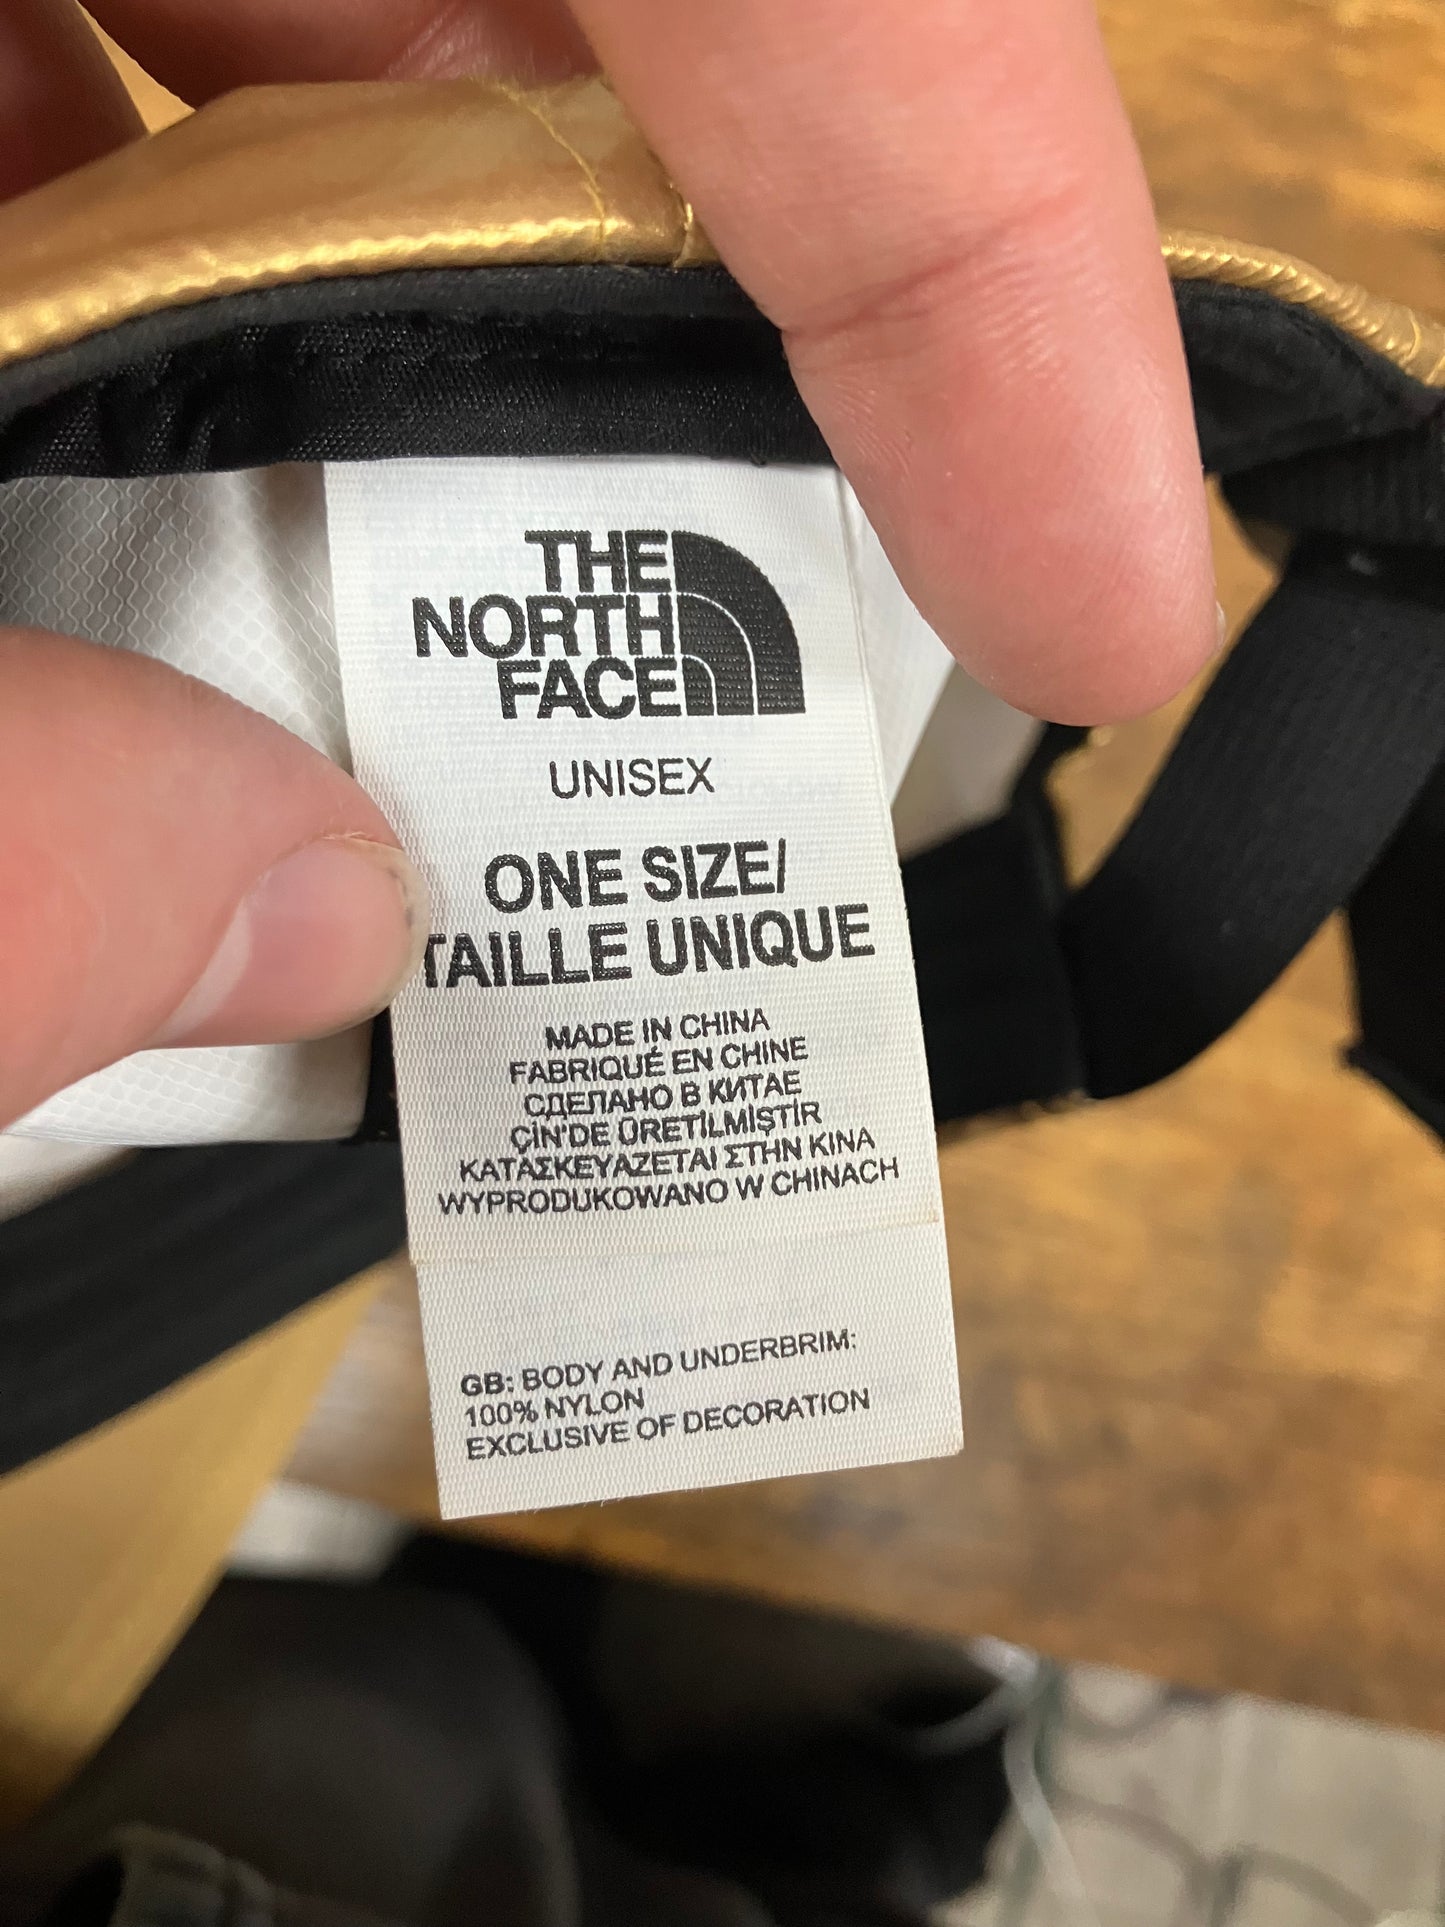 THE
NORTH
FACE
UNISEX
ONE SIZE/
TAILLE UNIQUE
MADE IN CHINA
FABRIQUÉ EN CHINE
СДЕЛАНО В КИТАЕ
ÇİN'DE ÜRETİLMİŞTİR
ΚΑΤΑΣΚΕΥΑΖΕΤΑΙ ΣΤΗΝ ΚΙΝΑ
WYPRODUKOWANO W CHINACH
GB: BODY AND UNDERBRIM:
100% NYLON
EXCLUSIVE OF DECORATION